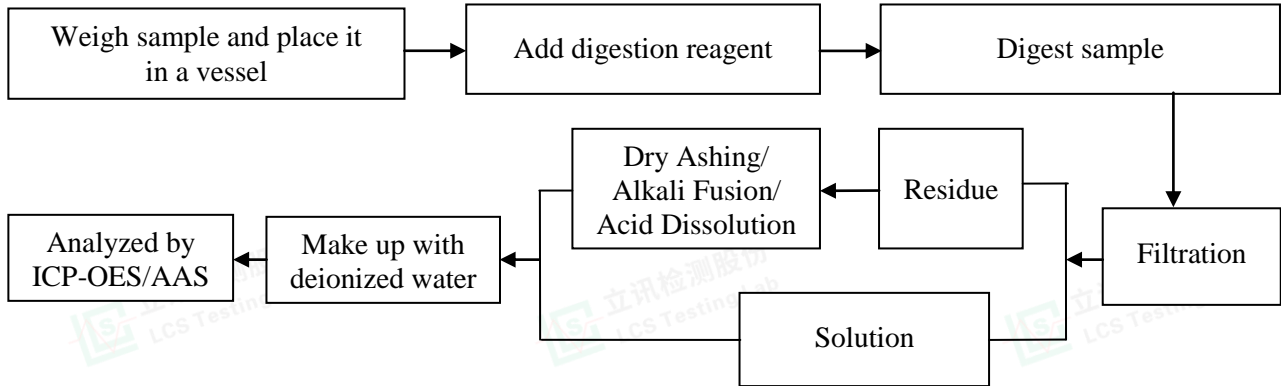 Weigh sample and place it
in a vessel
Add digestion reagent
Digest sample
Dry Ashing/
Alkali Fusion/
Acid Dissolution
Residue
Filtration
Analyzed by
ICP-OES/AAS
Make up with
deionized water
Solution
立讯检测股份
LCS Testing Lab